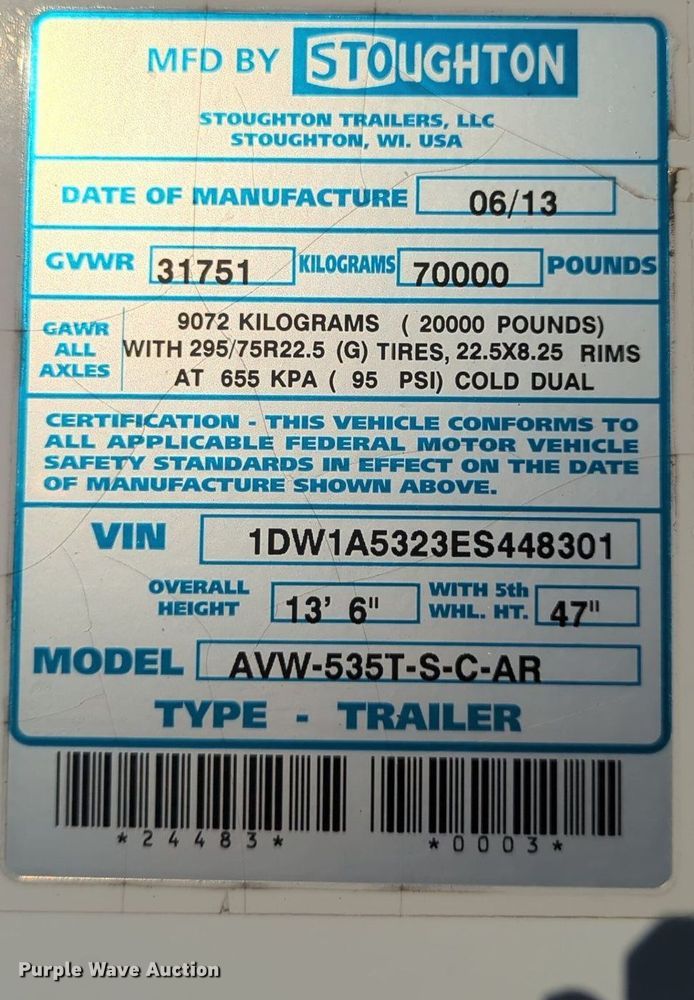 MFD BY STOUGHTON
STOUGHTON TRAILERS, LLC
STOUGHTON, WI. USA
DATE OF MANUFACTURE 06/13
GVWR 31751 KILOGRAMS 70000 POUNDS
GAWR ALL AXLES
9072 KILOGRAMS ( 20000 POUNDS)
WITH 295/75R22.5 (G) TIRES, 22.5X8.25 RIMS
AT 655 KPA ( 95 PSI) COLD DUAL
CERTIFICATION - THIS VEHICLE CONFORMS TO
ALL APPLICABLE FEDERAL MOTOR VEHICLE
SAFETY STANDARDS IN EFFECT ON THE DATE
OF MANUFACTURE SHOWN ABOVE.
VIN 1DW1A5323ES448301
OVERALL HEIGHT 13' 6" WITH 5th WHL. HT. 47"
MODEL AVW-535T-S-C-AR
TYPE - TRAILER
*24483* *0003*
Purple Wave Auction